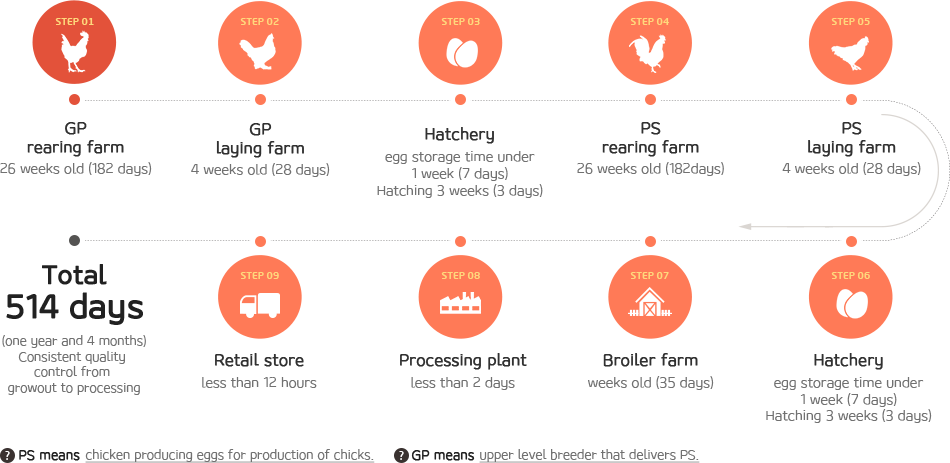 STEP 01
GP
rearing farm
26 weeks old (182 days)
STEP 02
GP
laying farm
4 weeks old (28 days)
STEP 03
Hatchery
egg storage time under
1 week (7 days)
Hatching 3 weeks (3 days)
STEP 04
PS
rearing farm
26 weeks old (182days)
STEP 05
PS
laying farm
4 weeks old (28 days)
STEP 06
Hatchery
egg storage time under
1 week (7 days)
Hatching 3 weeks (3 days)
STEP 07
Broiler farm
weeks old (35 days)
STEP 08
Processing plant
less than 2 days
STEP 09
Retail store
less than 12 hours
Total
514 days
(one year and 4 months)
Consistent quality
control from
growout to processing
? PS means chicken producing eggs for production of chicks.
? GP means upper level breeder that delivers PS.